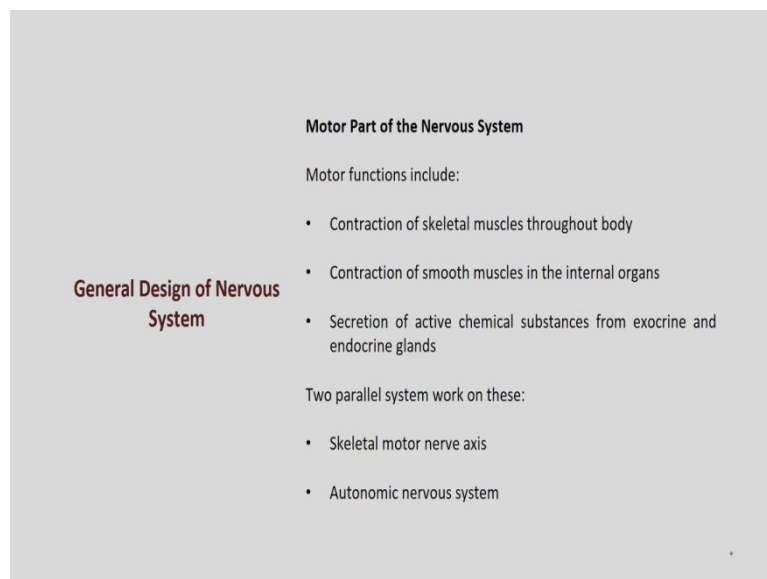 General Design of Nervous
System
Motor Part of the Nervous System
Motor functions include:
• Contraction of skeletal muscles throughout body
• Contraction of smooth muscles in the internal organs
• Secretion of active chemical substances from exocrine and
endocrine glands
Two parallel system work on these:
• Skeletal motor nerve axis
• Autonomic nervous system